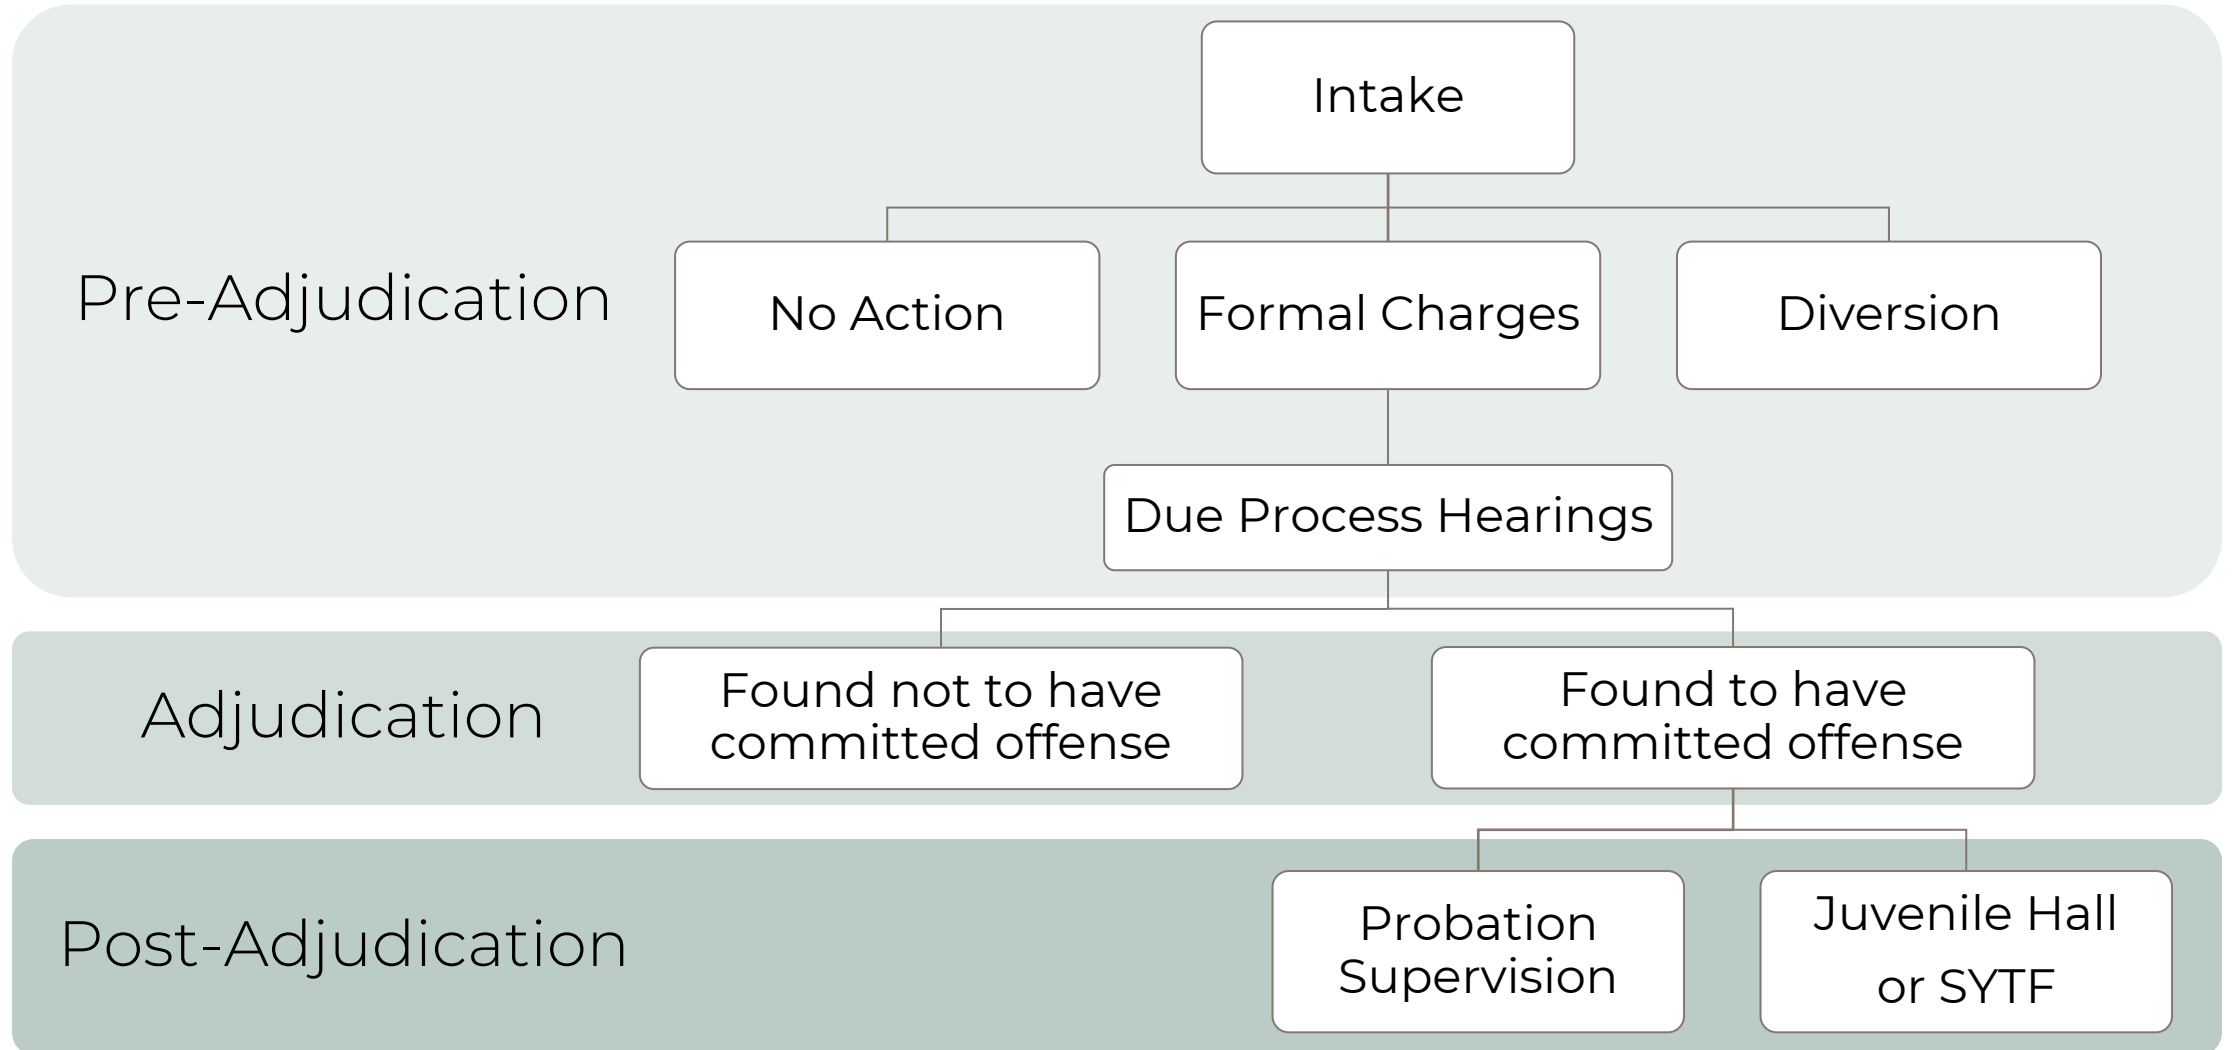 Intake
Pre-Adjudication
No Action
Formal Charges
Diversion
Due Process Hearings
Adjudication
Found not to have
committed offense
Found to have
committed offense
Post-Adjudication
Probation
Supervision
Juvenile Hall
or SYTF